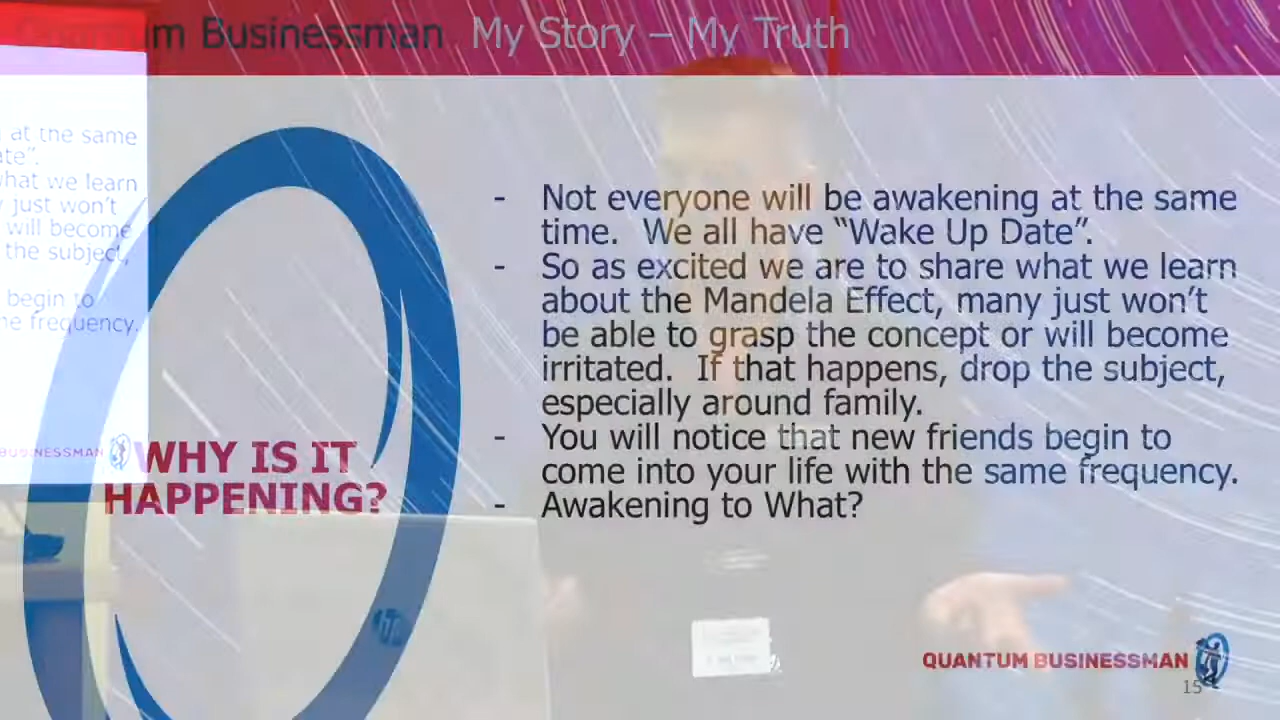 Quantum Businessman My Story – My Truth
at the same
ate".
what we learn
y just won't
will become
the subject,
begin to
me frequency.
BUSINESSMAN
WHY IS IT
HAPPENING?
- Not everyone will be awakening at the same
time. We all have “Wake Up Date”.
- So as excited we are to share what we learn
about the Mandela Effect, many just won’t
be able to grasp the concept or will become
irritated. If that happens, drop the subject,
especially around family.
- You will notice that new friends begin to
come into your life with the same frequency.
- Awakening to What?
hp
QUANTUM BUSINESSMAN
15